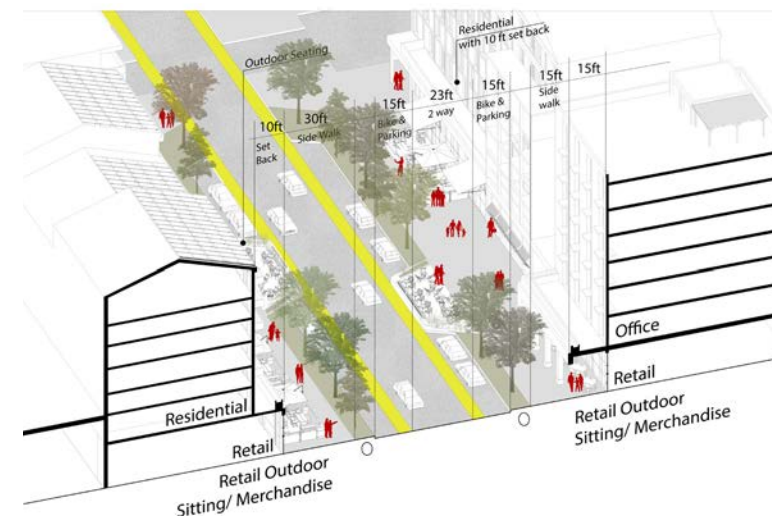 Residential
with 10 ft set back
Outdoor Seating
10ft
Set
Back
30ft
Side Walk
15ft
Bike &
Parking
23ft
2 way
15ft
Bike &
Parking
15ft
Side
walk
15ft
Office
Retail
Retail Outdoor
Sitting/ Merchandise
Residential
Retail
Retail Outdoor
Sitting/ Merchandise